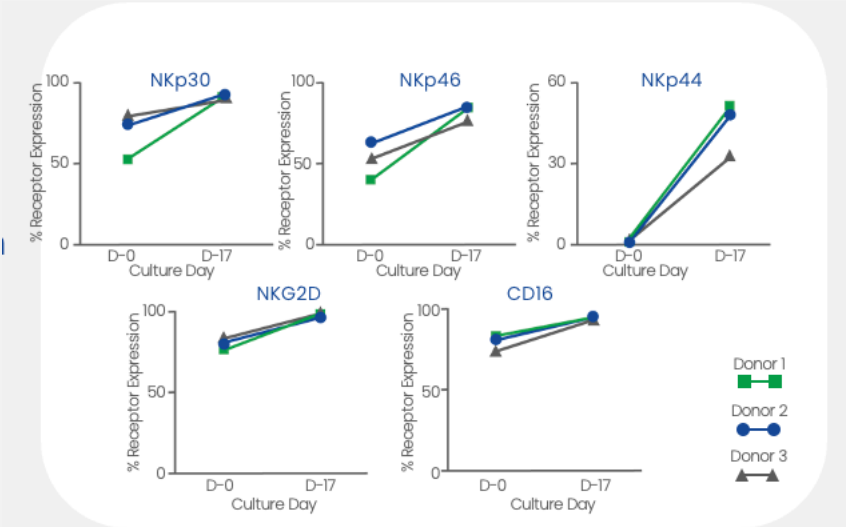 NKp30
% Receptor Expression
100
50
0
D-0 D-17
Culture Day
NKp46
% Receptor Expression
100
50
0
D-0 D-17
Culture Day
NKp44
% Receptor Expression
60
30
0
D-0 D-17
Culture Day
NKG2D
% Receptor Expression
100
50
0
D-0 D-17
Culture Day
CD16
% Receptor Expression
100
50
0
D-0 D-17
Culture Day
Donor 1
Donor 2
Donor 3